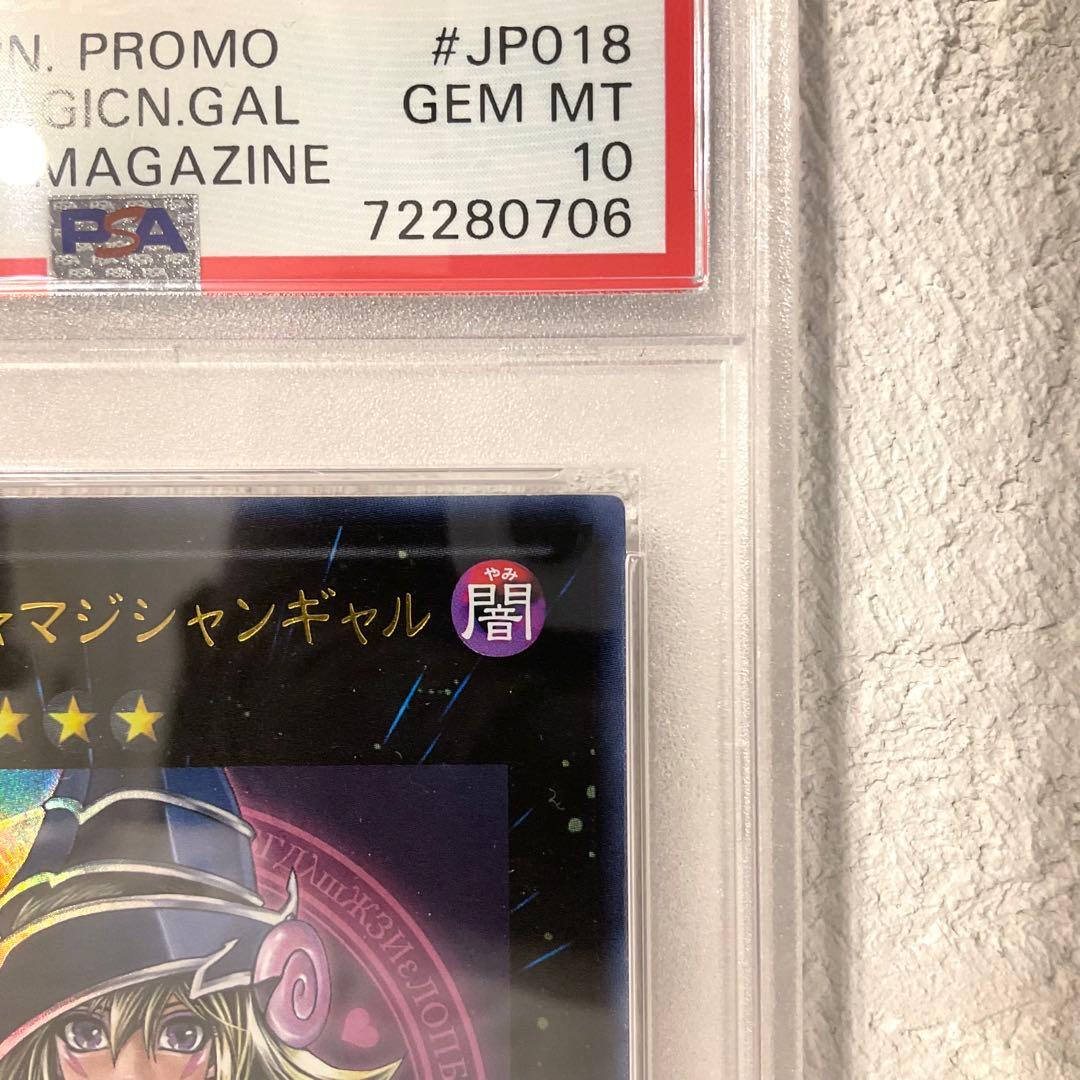 N. PROMO #JP018
GICN.GAL GEM MT
MAGAZINE 10
PSA 72280706
☆マジシャンギャル
やみ
闇